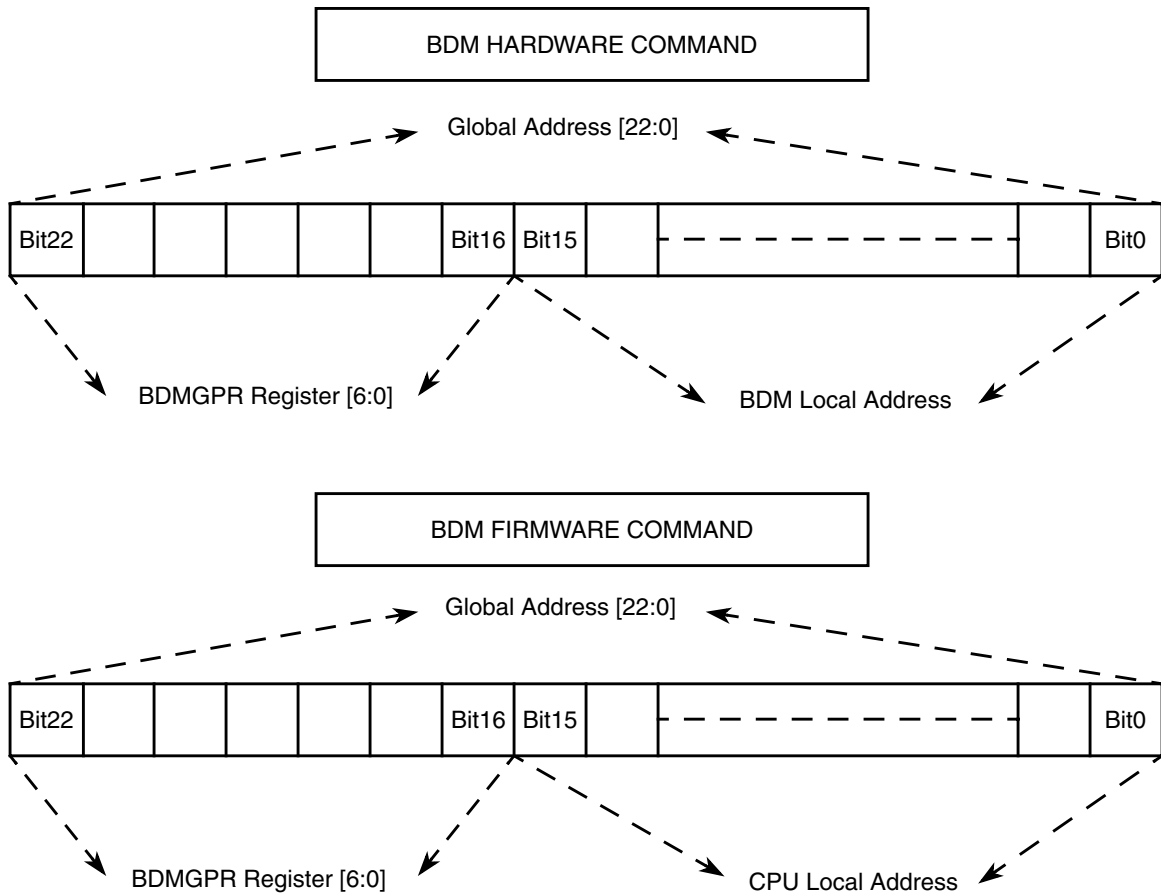 BDM HARDWARE COMMAND
Global Address [22:0]
Bit22 Bit16 Bit15 Bit0
BDMGPR Register [6:0] BDM Local Address
BDM FIRMWARE COMMAND
Global Address [22:0]
Bit22 Bit16 Bit15 Bit0
BDMGPR Register [6:0] CPU Local Address